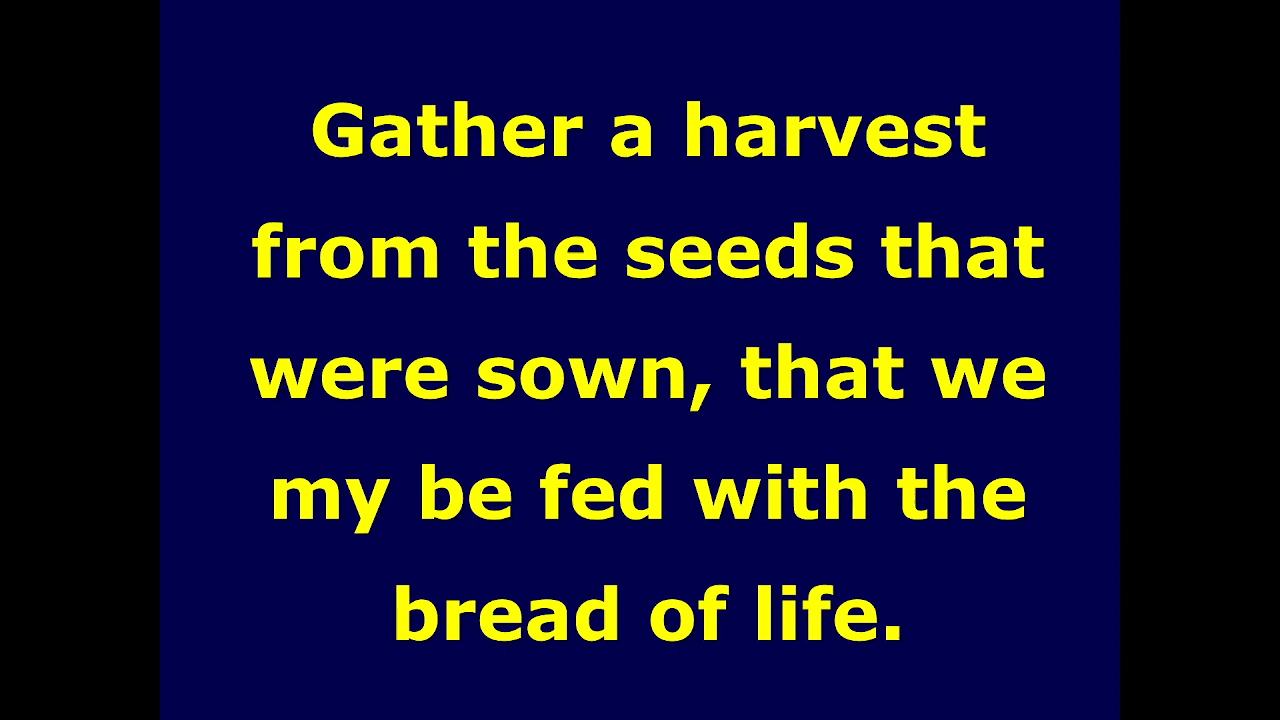 Gather a harvest
from the seeds that
were sown, that we
my be fed with the
bread of life.